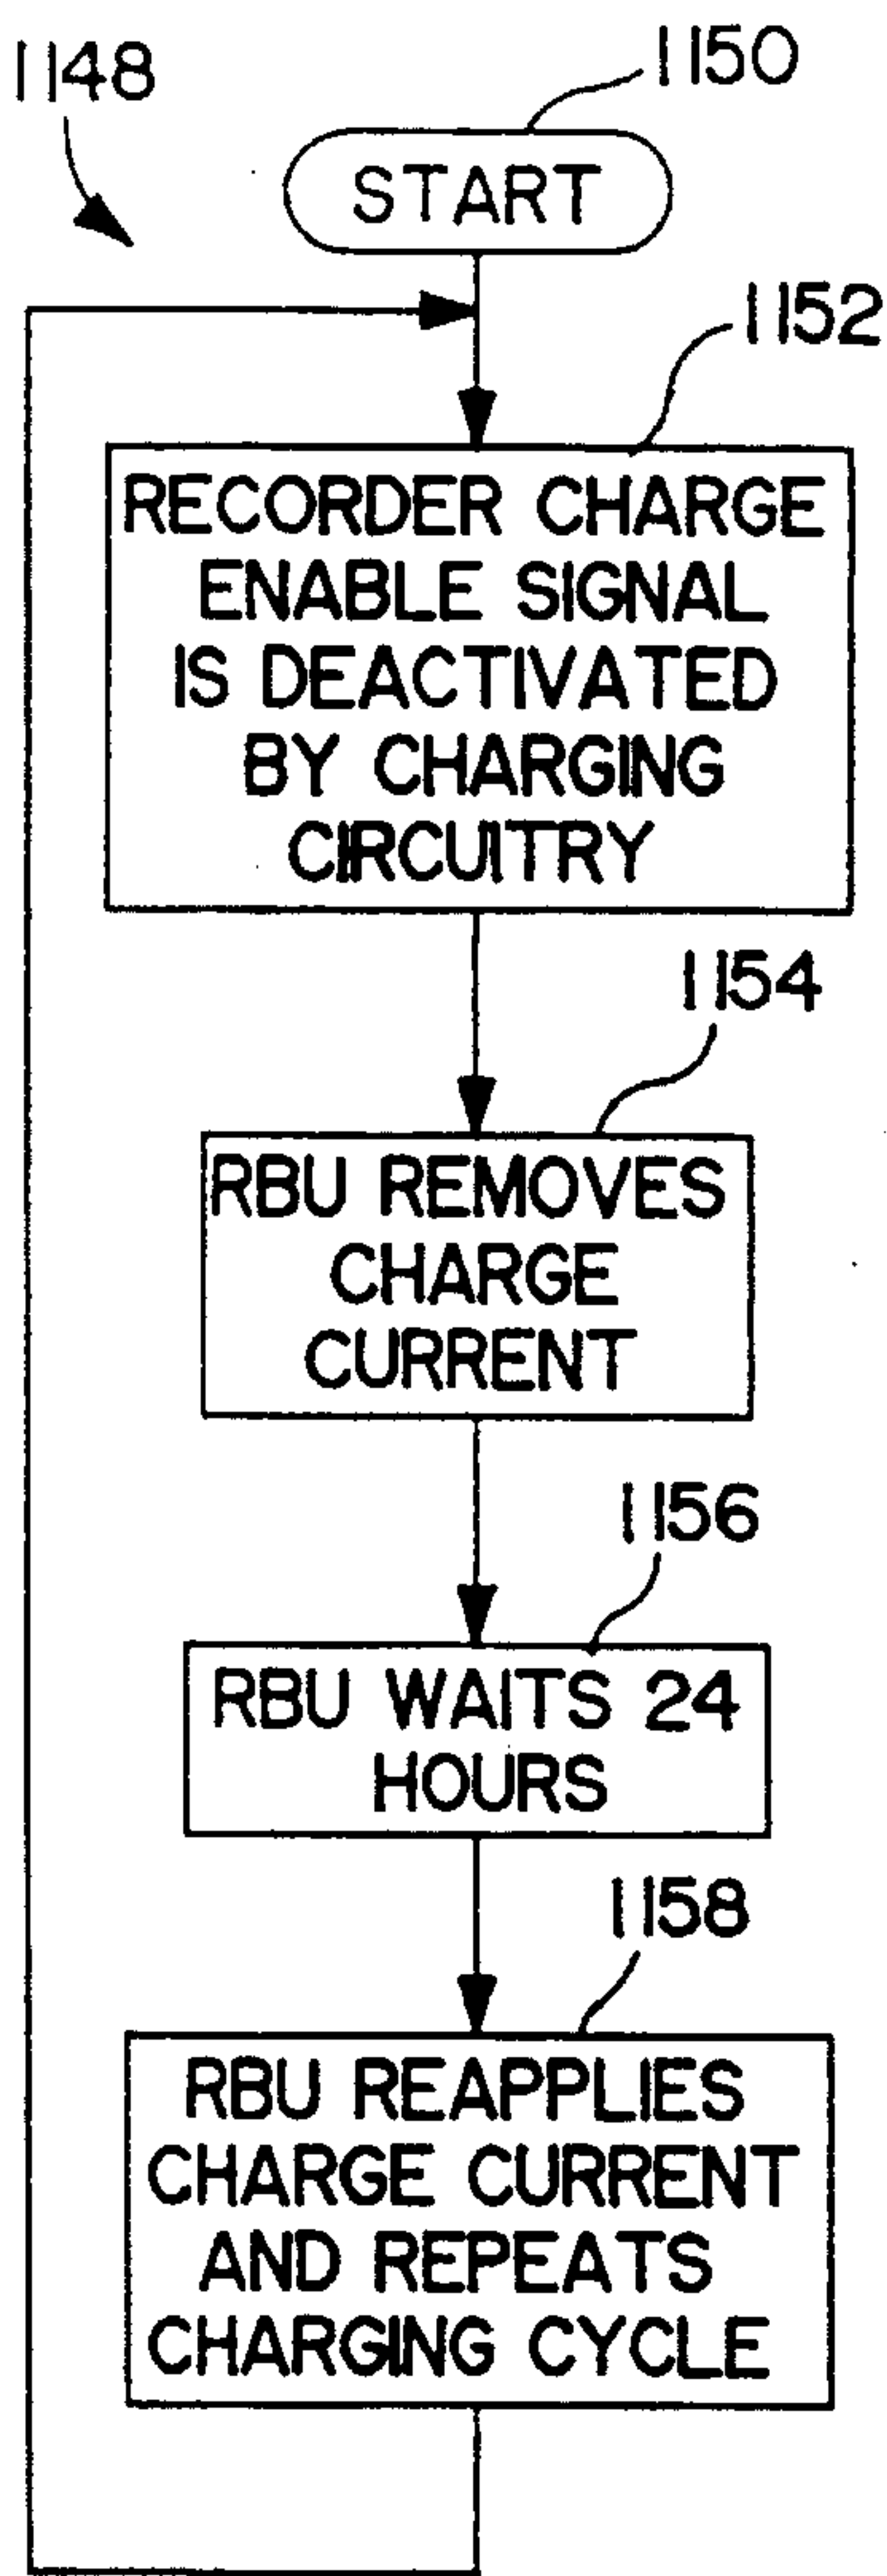 1148
1150
START
1152
RECORDER CHARGE
ENABLE SIGNAL
IS DEACTIVATED
BY CHARGING
CIRCUITRY
1154
RBU REMOVES
CHARGE
CURRENT
1156
RBU WAITS 24
HOURS
1158
RBU REAPPLIES
CHARGE CURRENT
AND REPEATS
CHARGING CYCLE